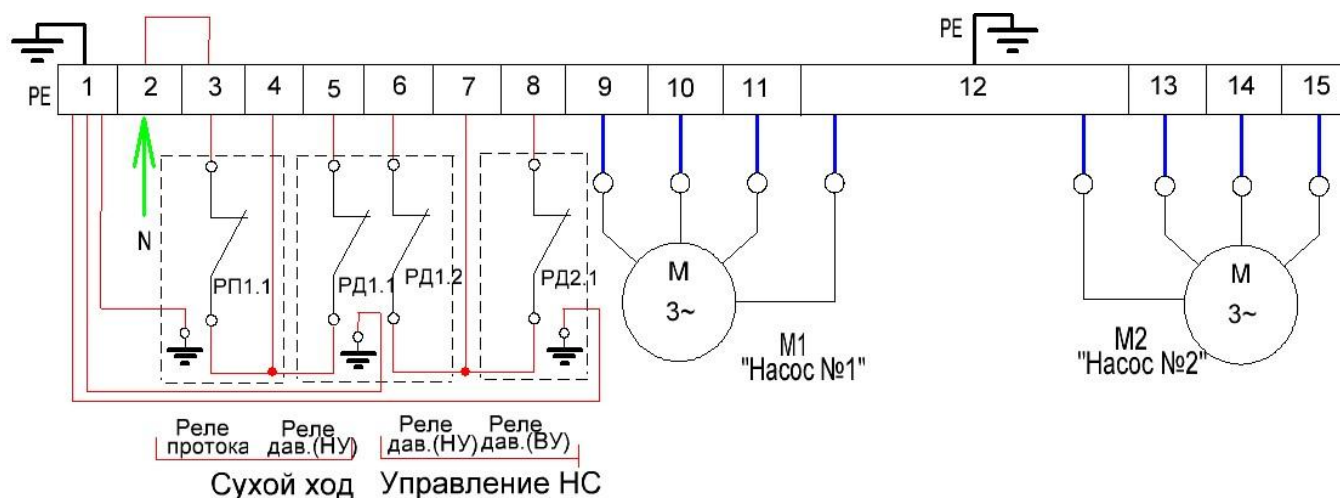 PE
PE 1 2 3 4 5 6 7 8 9 10 11 12 13 14 15
N
РП1.1
РД1.1
РД1.2
РД2.1
М
3~
М1
"Насос №1"
М
3~
М2
"Насос №2"
Реле протока
Реле дав.(НУ)
Реле дав.(НУ)
Реле дав.(ВУ)
Сухой ход
Управление НС